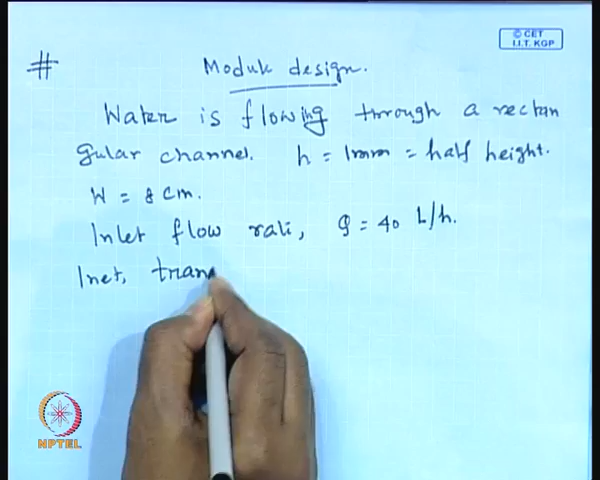 © CET
I.I.T. KGP
# Module design.
Water is flowing through a rectan
gular channel. h = 1mm = half height.
W = 8 cm.
Inlet flow rate, Q = 40 L/h.
Inet, tran
NPTEL